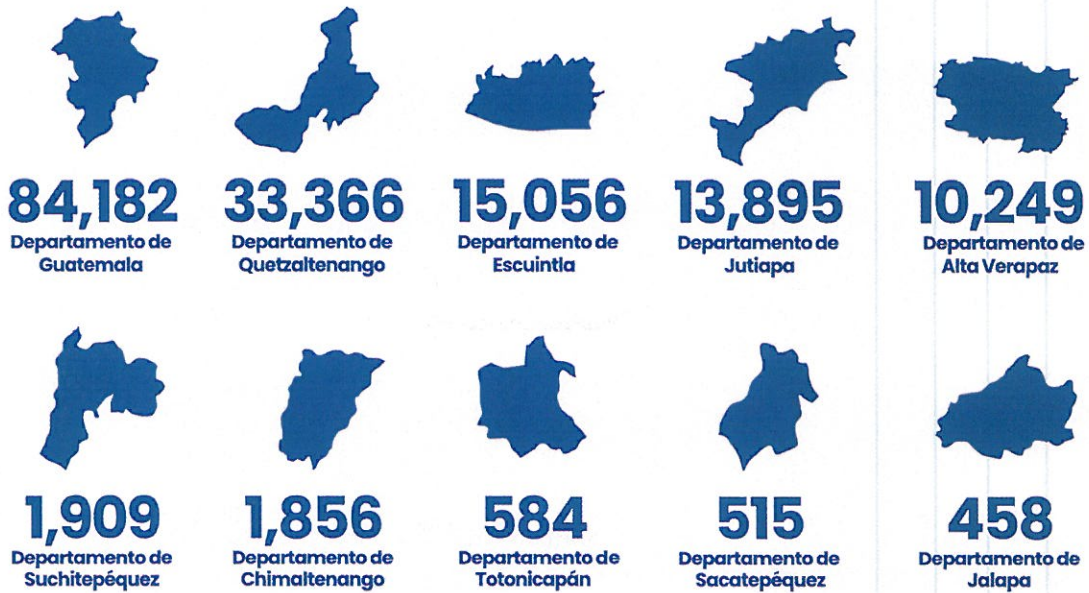 84,182
Departamento de
Guatemala
33,366
Departamento de
Quetzaltenango
15,056
Departamento de
Escuintla
13,895
Departamento de
Jutiapa
10,249
Departamento de
Alta Verapaz
1,909
Departamento de
Suchitepéquez
1,856
Departamento de
Chimaltenango
584
Departamento de
Totonicapán
515
Departamento de
Sacatepéquez
458
Departamento de
Jalapa